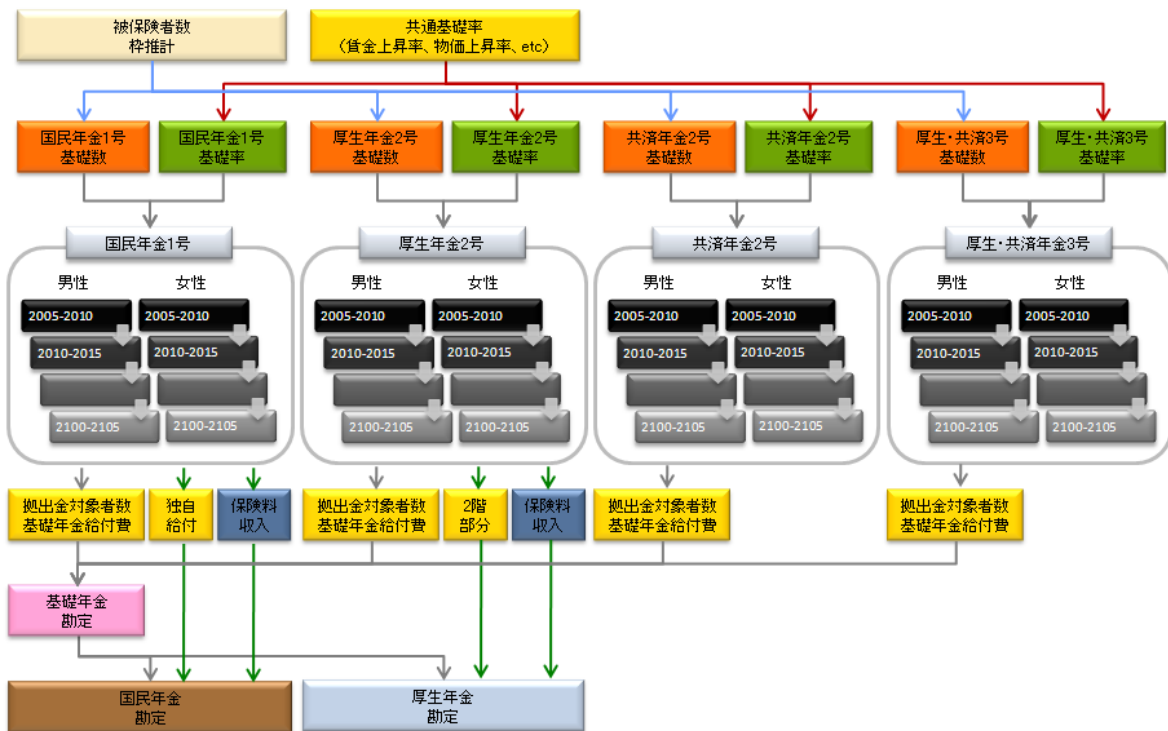 被保険者数
枠推計
共通基礎率
(賃金上昇率、物価上昇率、etc)
国民年金1号
基礎数
国民年金1号
基礎率
厚生年金2号
基礎数
厚生年金2号
基礎率
共済年金2号
基礎数
共済年金2号
基礎率
厚生・共済3号
基礎数
厚生・共済3号
基礎率
国民年金1号
男性
女性
2005-2010
2005-2010
2010-2015
2010-2015
2100-2105
2100-2105
厚生年金2号
男性
女性
2005-2010
2005-2010
2010-2015
2010-2015
2100-2105
2100-2105
共済年金2号
男性
女性
2005-2010
2005-2010
2010-2015
2010-2015
2100-2105
2100-2105
厚生・共済年金3号
男性
女性
2005-2010
2005-2010
2010-2015
2010-2015
2100-2105
2100-2105
拠出金対象者数
基礎年金給付費
独自
給付
保険料
収入
拠出金対象者数
基礎年金給付費
2階
部分
保険料
収入
拠出金対象者数
基礎年金給付費
拠出金対象者数
基礎年金給付費
基礎年金
勘定
国民年金
勘定
厚生年金
勘定